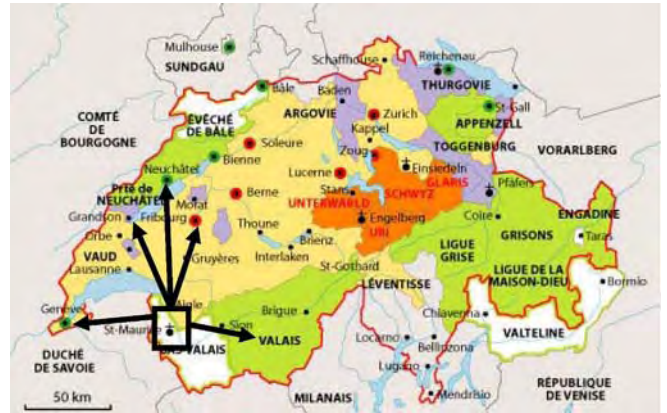 Mulhouse
SUNDGAU
Schaffhouse
Reichenau
THURGOVIE
Bâle
Baden
ARGOVIE
Zurich
St-Gall
COMTÉ
DE
BOURGOGNE
ÉVÊCHÉ
DE BÂLE
Kappel
APPENZELL
TOGGENBURG
VORARLBERG
Soleure
Zoug
Bienne
Neuchâtel
Einsiedeln
Lucerne
GLARIS
Pté de
NEUCHÂTEL
Berne
Stans
SCHWYZ
Pfäfers
UNTERWALD
Morat
Grandson
Fribourg
Engelberg
Coire
ENGADINE
Thoune
URI
GRISONS
Taras
Orbe
Brienz
LIGUE
GRISE
VAUD
Gruyères
Interlaken
St-Gothard
LIGUE DE LA
MAISON-DIEU
Lausanne
LÉVENTISSE
Bormio
Aigle
Brigue
Chiavenna
Genève
Sion
VALTELINE
St-Maurice
VALAIS
BAS VALAIS
Locarno
Bellinzona
DUCHÉ
DE SAVOIE
Lugano
RÉPUBLIQUE
DE VENISE
50 km
MILANAIS
Mendrisio